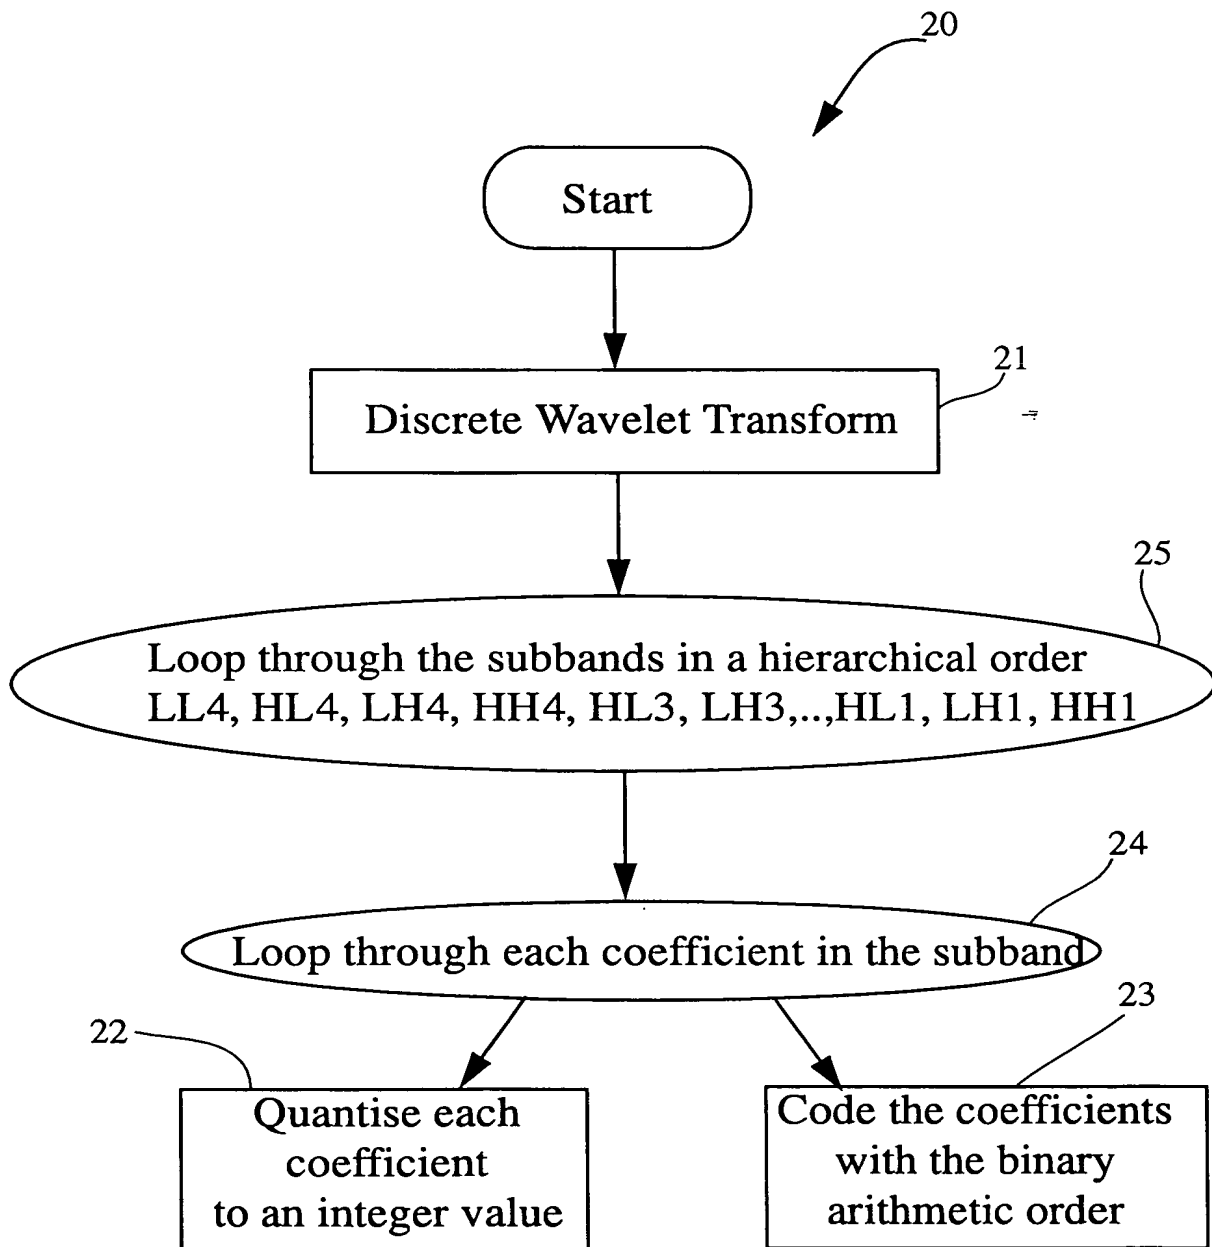 20
Start
21
Discrete Wavelet Transform
25
Loop through the subbands in a hierarchical order
LL4, HL4, LH4, HH4, HL3, LH3,..,HL1, LH1, HH1
24
Loop through each coefficient in the subband
22
Quantise each
coefficient
to an integer value
23
Code the coefficients
with the binary
arithmetic order